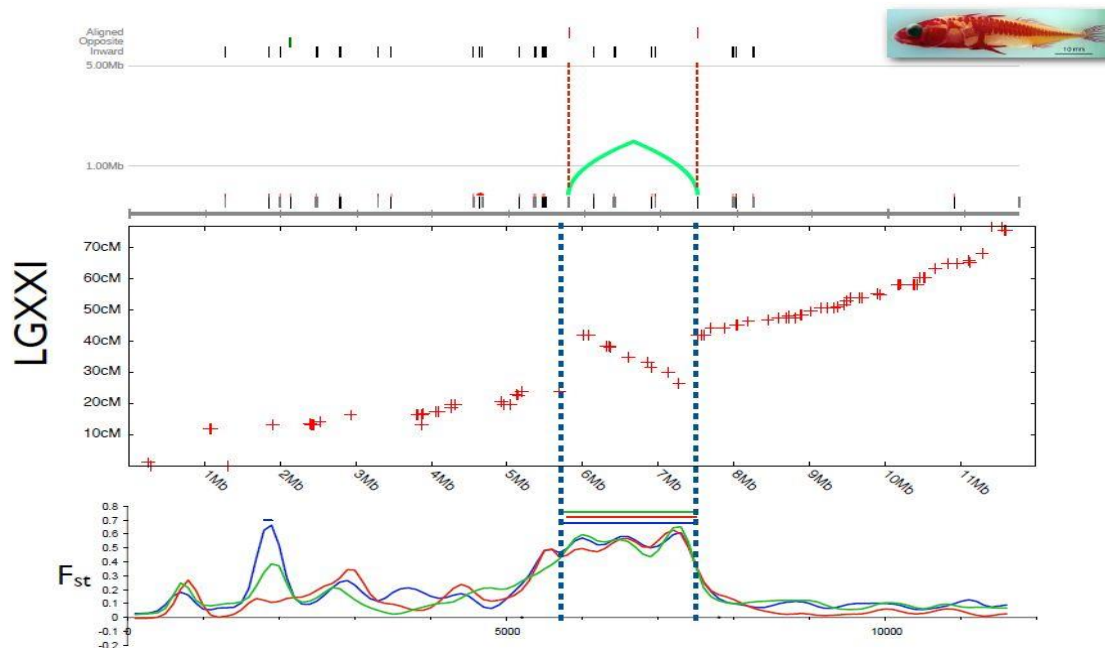 Aligned
Opposite
Inward
10 mm
5.00Mb
1.00Mb
LGXXI
70cM
60cM
50cM
40cM
30cM
20cM
10cM
1Mb 2Mb 3Mb 4Mb 5Mb 6Mb 7Mb 8Mb 9Mb 10Mb 11Mb
Fst
0.8
0.7
0.6
0.5
0.4
0.3
0.2
0.1
0
-0.1
-0.2
0 5000 10000